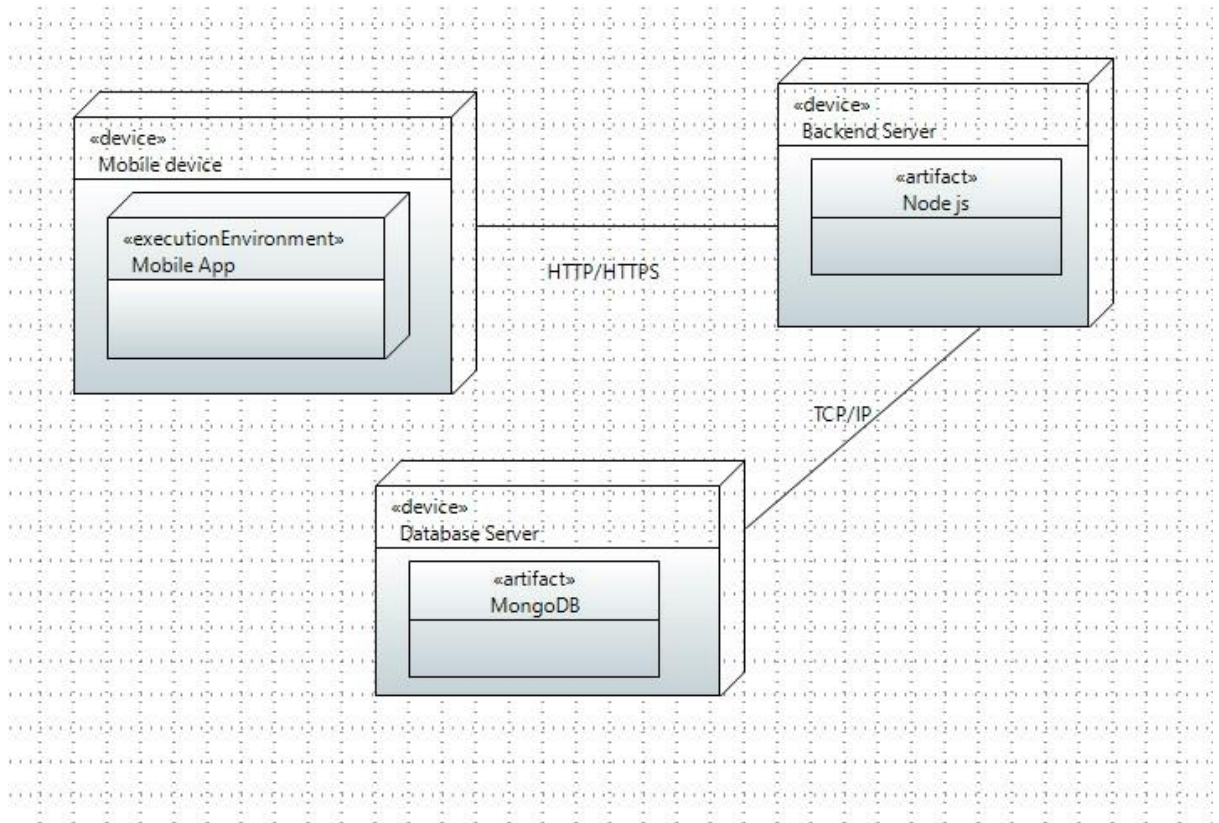 «device»
Mobile device
«executionEnvironment»
Mobile App
HTTP/HTTPS
«device»
Backend Server
«artifact»
Node js
TCP/IP
«device»
Database Server
«artifact»
MongoDB